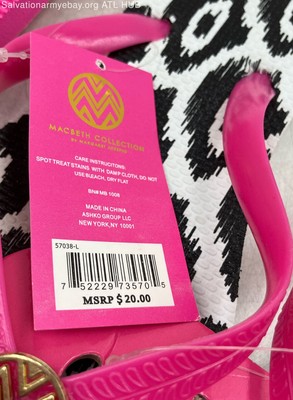 Salvationarmyebay.org ATL HUB
MACBETH COLLECTION
BY MARGARET JOSEPHS
CARE INSTRUCITONS:
SPOT TREAT STAINS WITH DAMP CLOTH, DO NOT
USE BLEACH, DRY FLAT
MADE IN CHINA
ASHKO GROUP LLC
NEW YORK, NY 10001
57038-L
7 52229 73570 5
MSRP $20.00